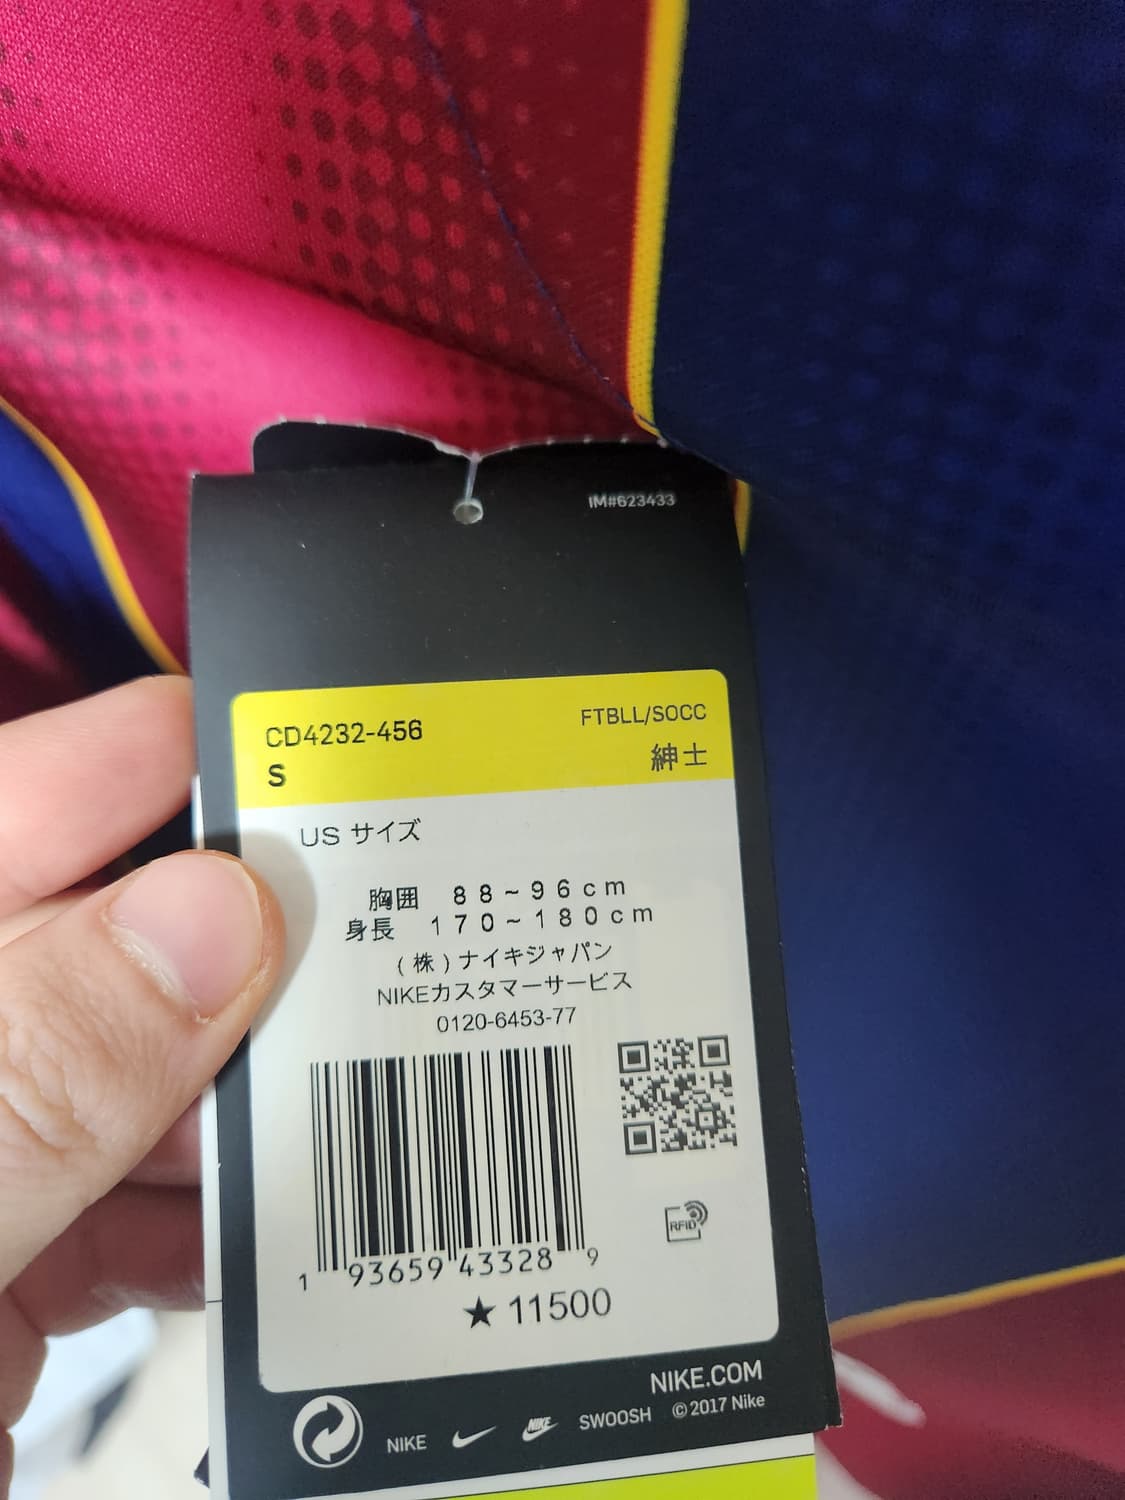 IM#623433
CD4232-456 FTBLL/SOCC
S 紳士
US サイズ
胸囲 88~96cm
身長 170~180cm
(株)ナイキジャパン
NIKEカスタマーサービス
0120-6453-77
RFID
1 93659 43328 9
★11500
NIKE.COM
NIKE NIKE SWOOSH ©2017 Nike